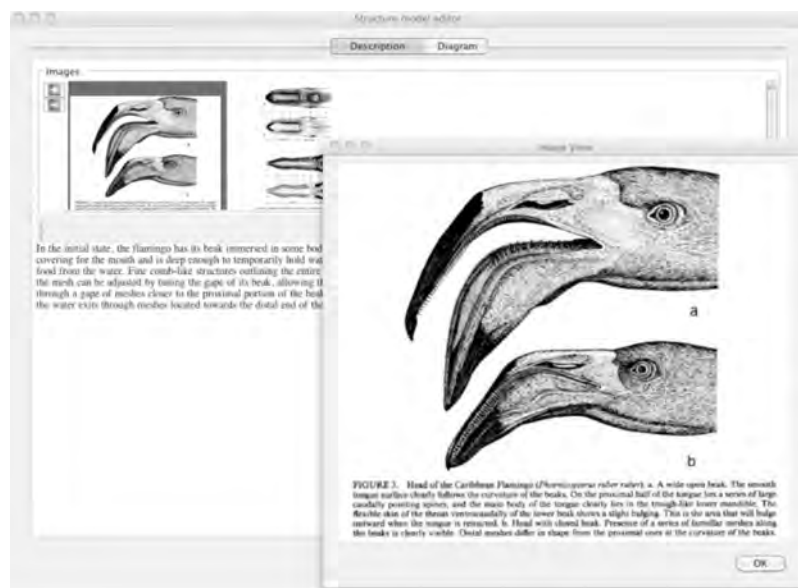 Structure model editor
Description Diagram
Images
In the initial state, the flamingo has its beak immersed in some bod
covering for the mouth and is deep enough to temporarily hold wat
food from the water. Fine comb-like structures outlining the entire
the mesh can be adjusted by tuning the gape of its beak, allowing th
through a gape of meshes closer to the proximal portion of the beak
the water exits through meshes located towards the distal end of the
Image View
a
b
FIGURE 3. Head of the Caribbean Flamingo (Phoenicopterus ruber ruber). a. A wide open beak. The smooth
tongue surface clearly follows the curvature of the beaks. On the proximal half of the tongue lies a series of large
caudally pointing spines, and the main body of the tongue clearly lies in the trough-like lower mandible. The
flexible skin of the throat ventrocaudally of the lower beak shows a slight bulging. This is the area that will bulge
outward when the tongue is retracted. b. Head with closed beak. Presence of a series of lamellar meshes along
the beaks is clearly visible. Distal meshes differ in shape from the proximal ones at the curvature of the beaks.
OK